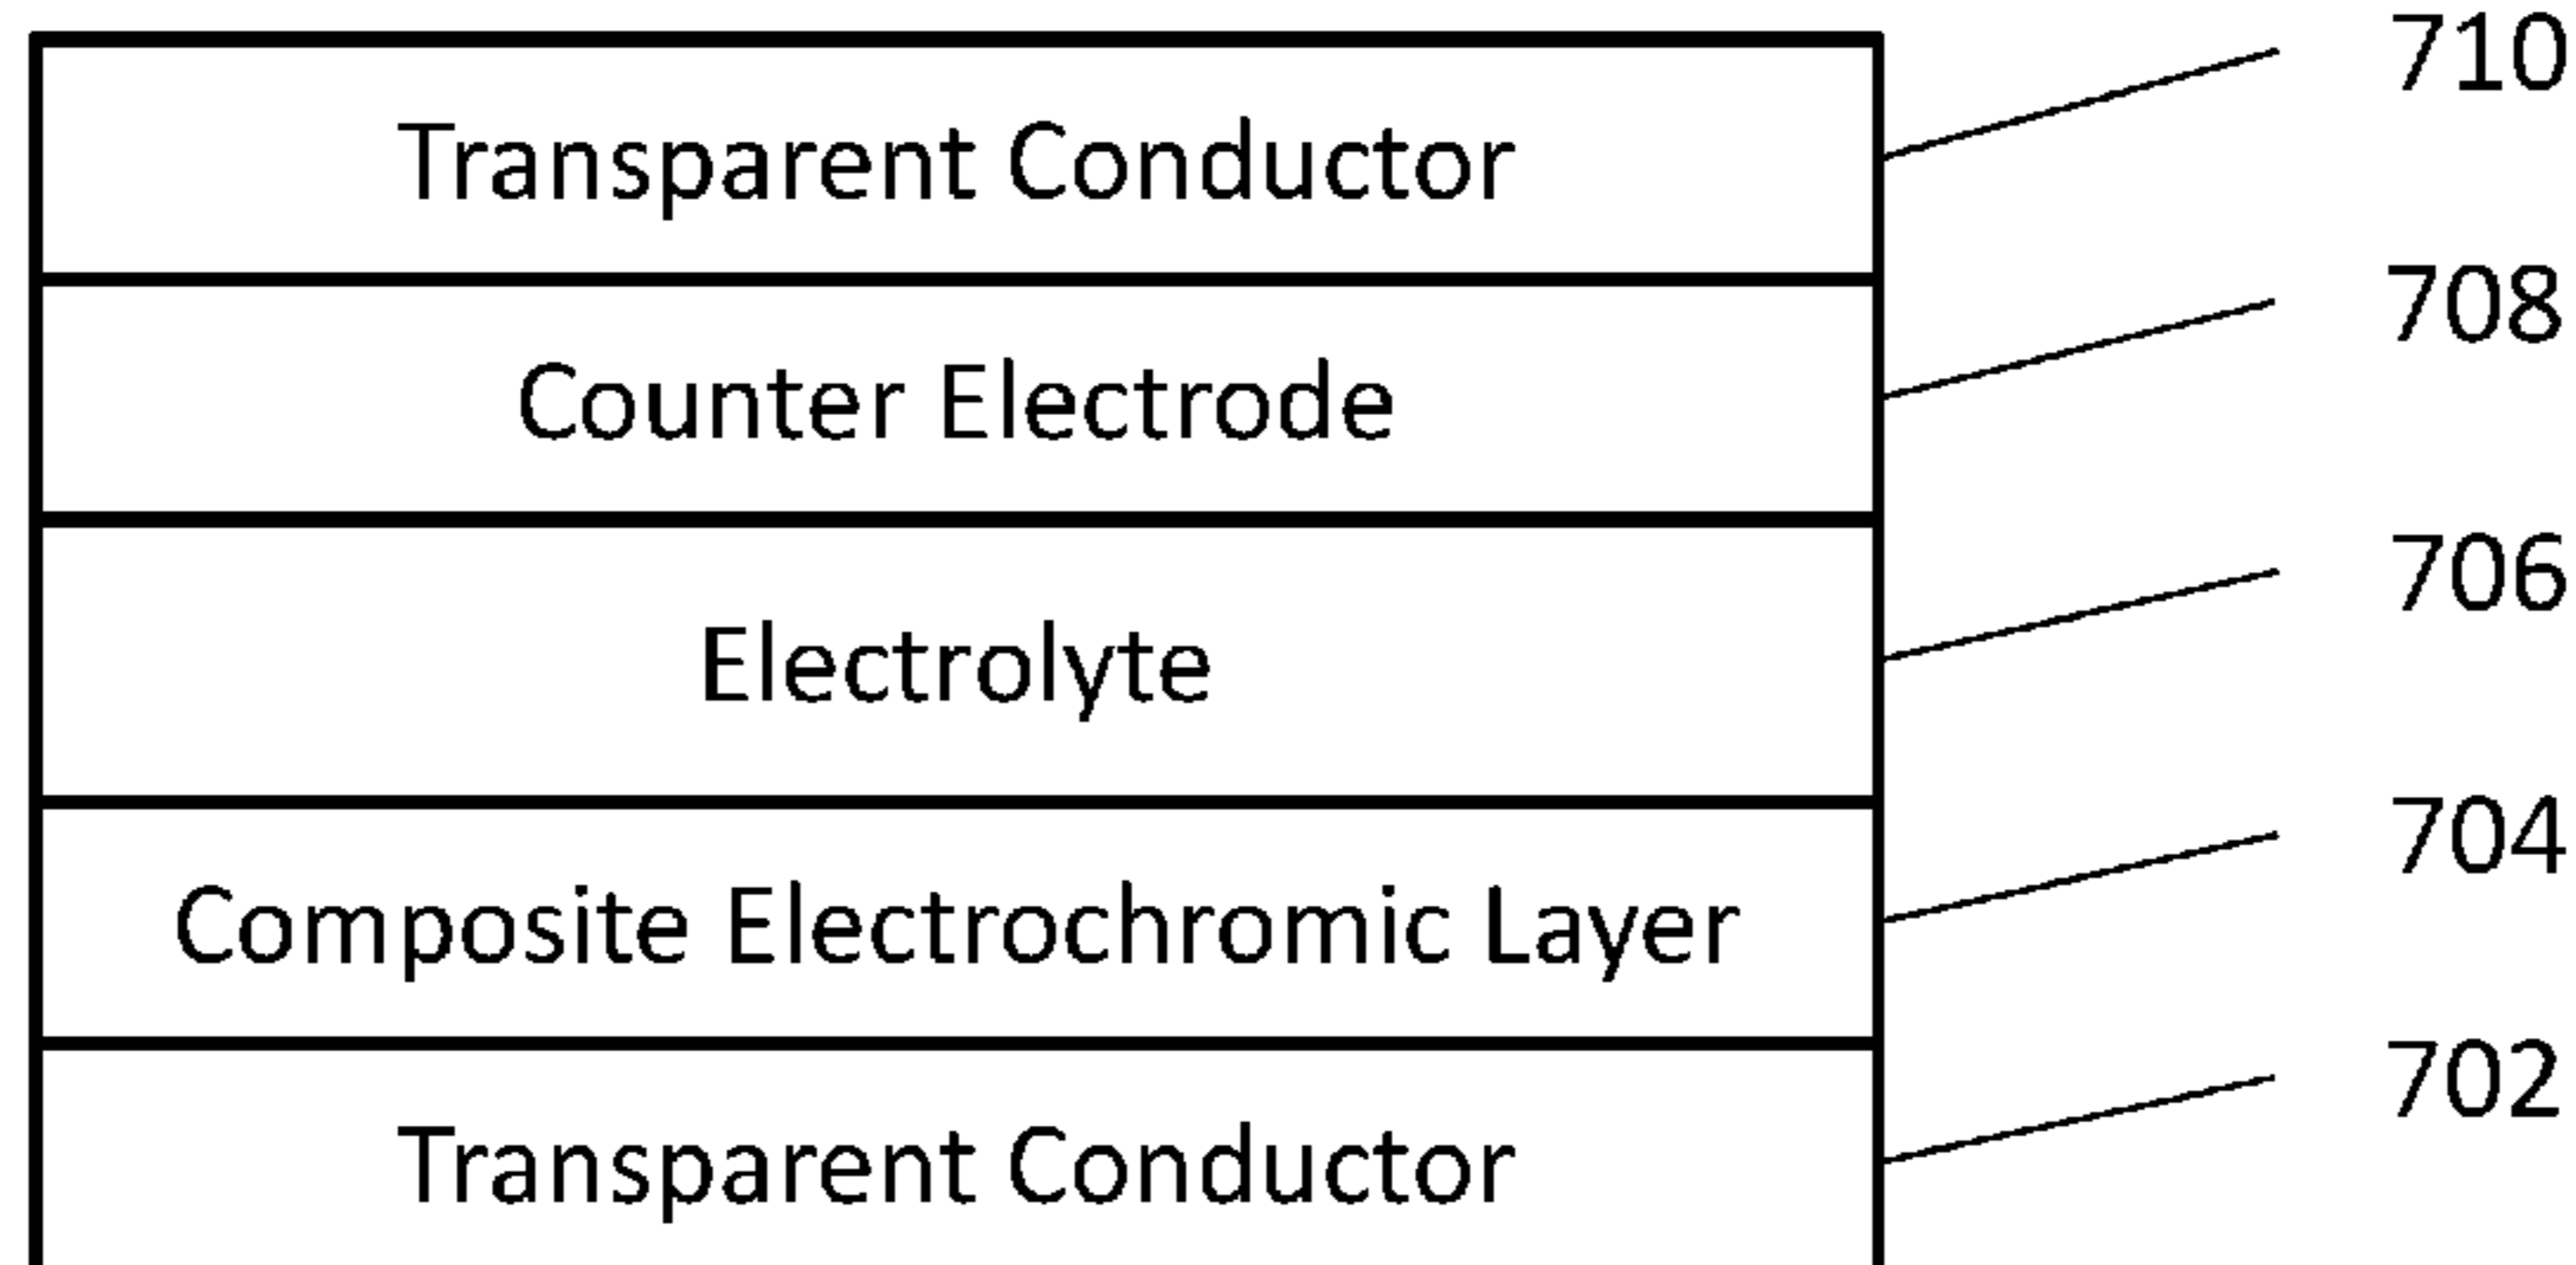 710
Transparent Conductor
708
Counter Electrode
706
Electrolyte
704
Composite Electrochromic Layer
702
Transparent Conductor